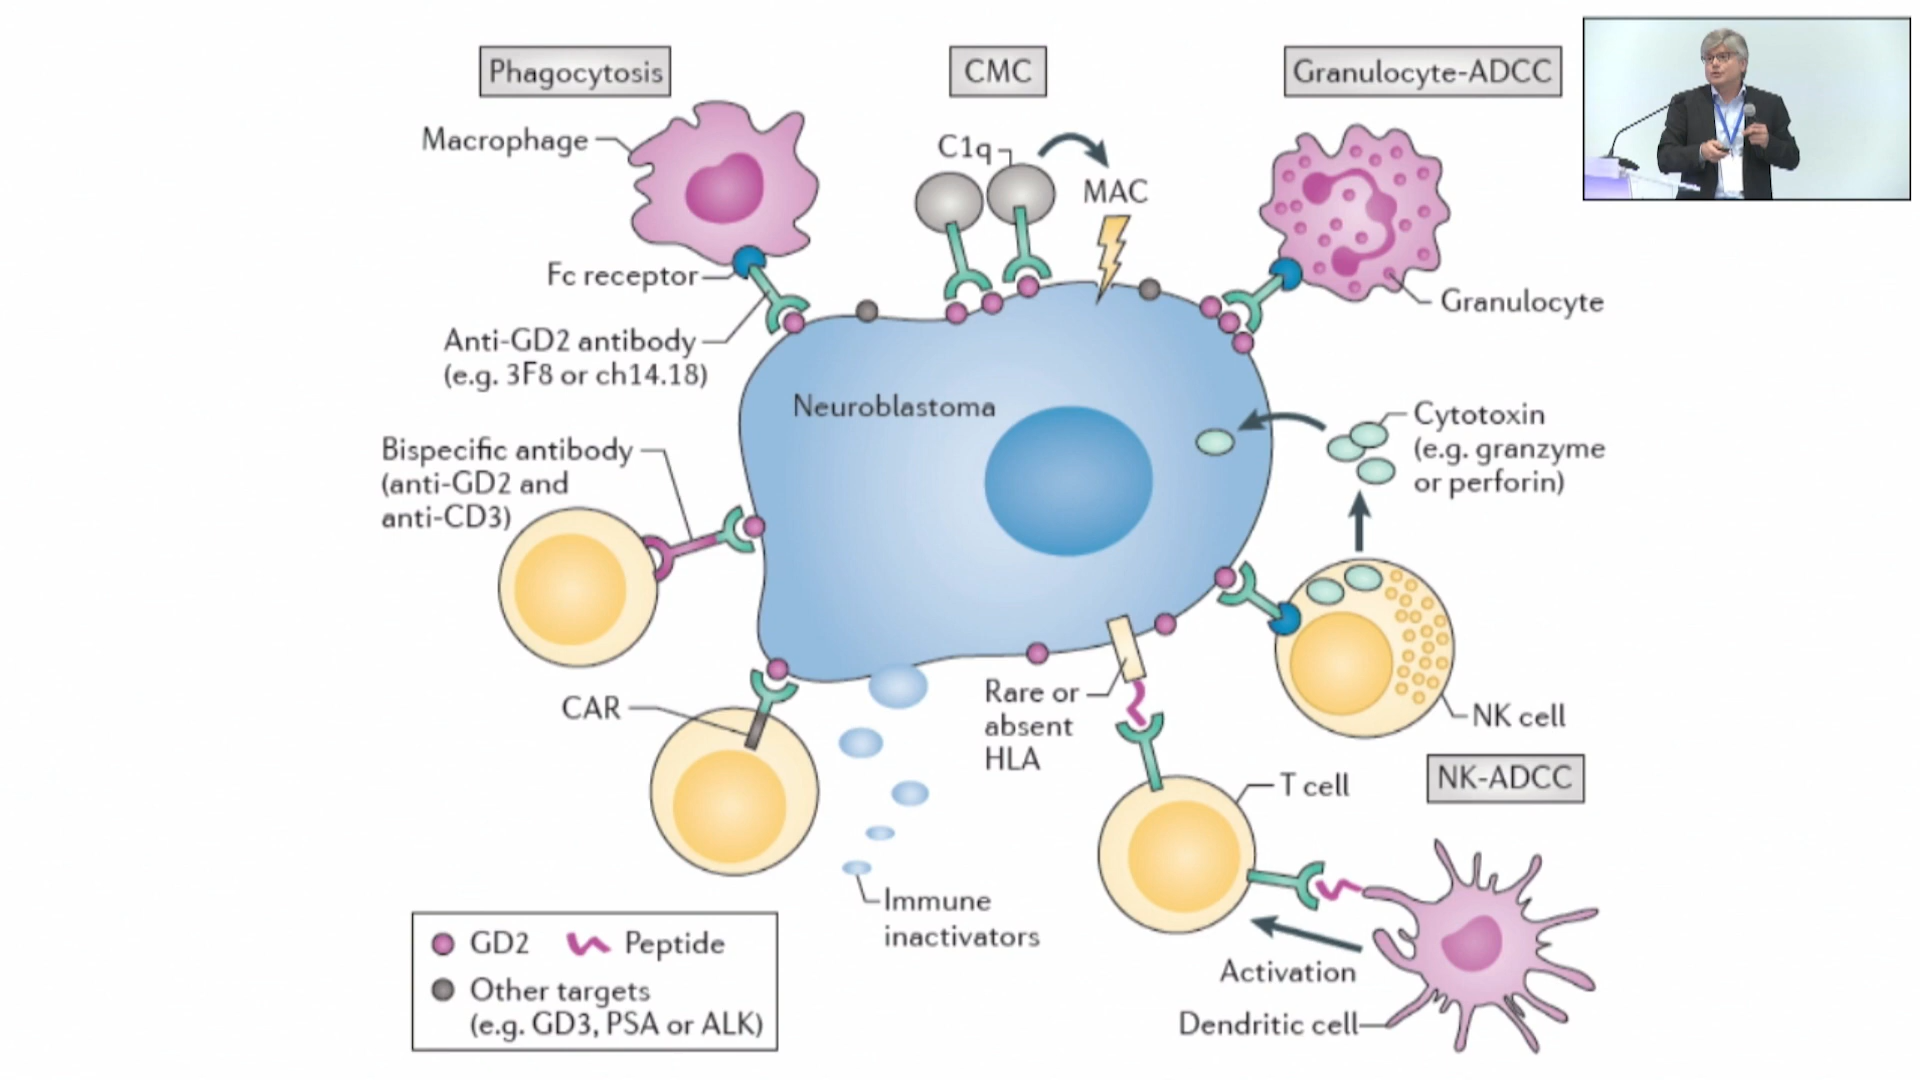 Phagocytosis
CMC
Granulocyte-ADCC
Macrophage
C1q
MAC
Fc receptor
Granulocyte
Anti-GD2 antibody
(e.g. 3F8 or ch14.18)
Neuroblastoma
Cytotoxin
(e.g. granzyme
or perforin)
Bispecific antibody
(anti-GD2 and
anti-CD3)
CAR
Rare or
absent
HLA
NK cell
T cell
NK-ADCC
Immune
inactivators
Activation
Dendritic cell
GD2
Peptide
Other targets
(e.g. GD3, PSA or ALK)